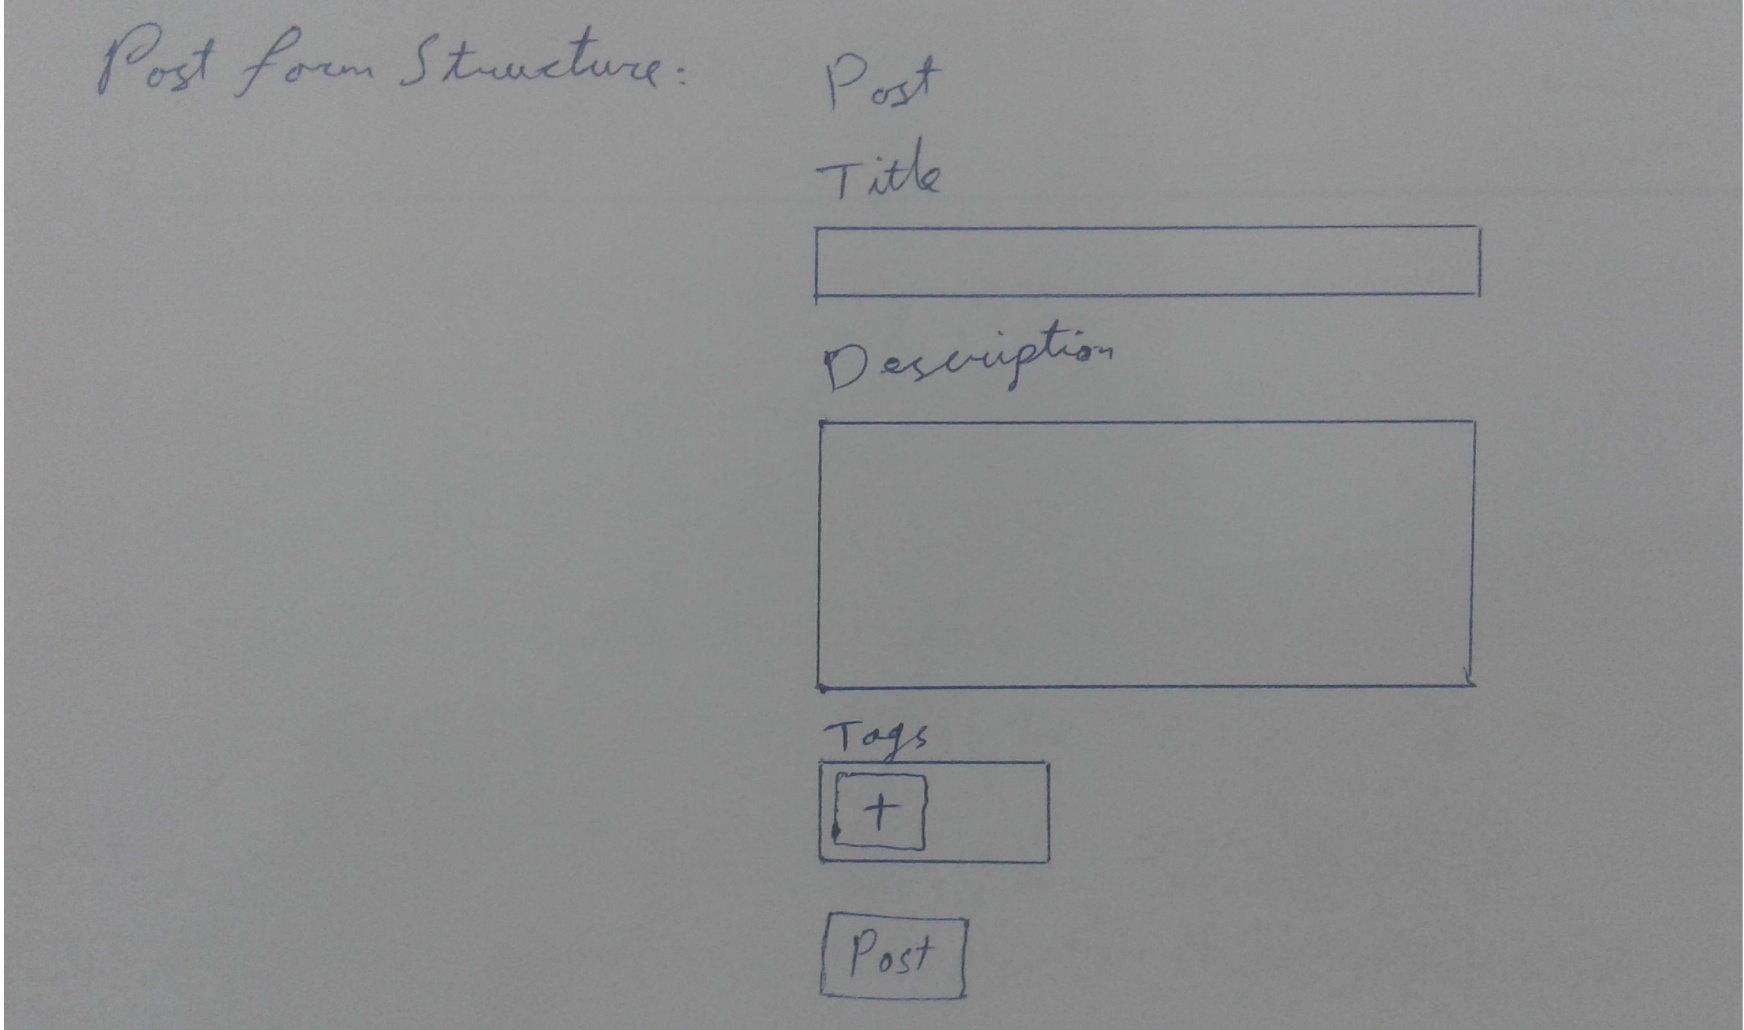 Post form Structure:
Post
Title
Description
Tags
+
Post